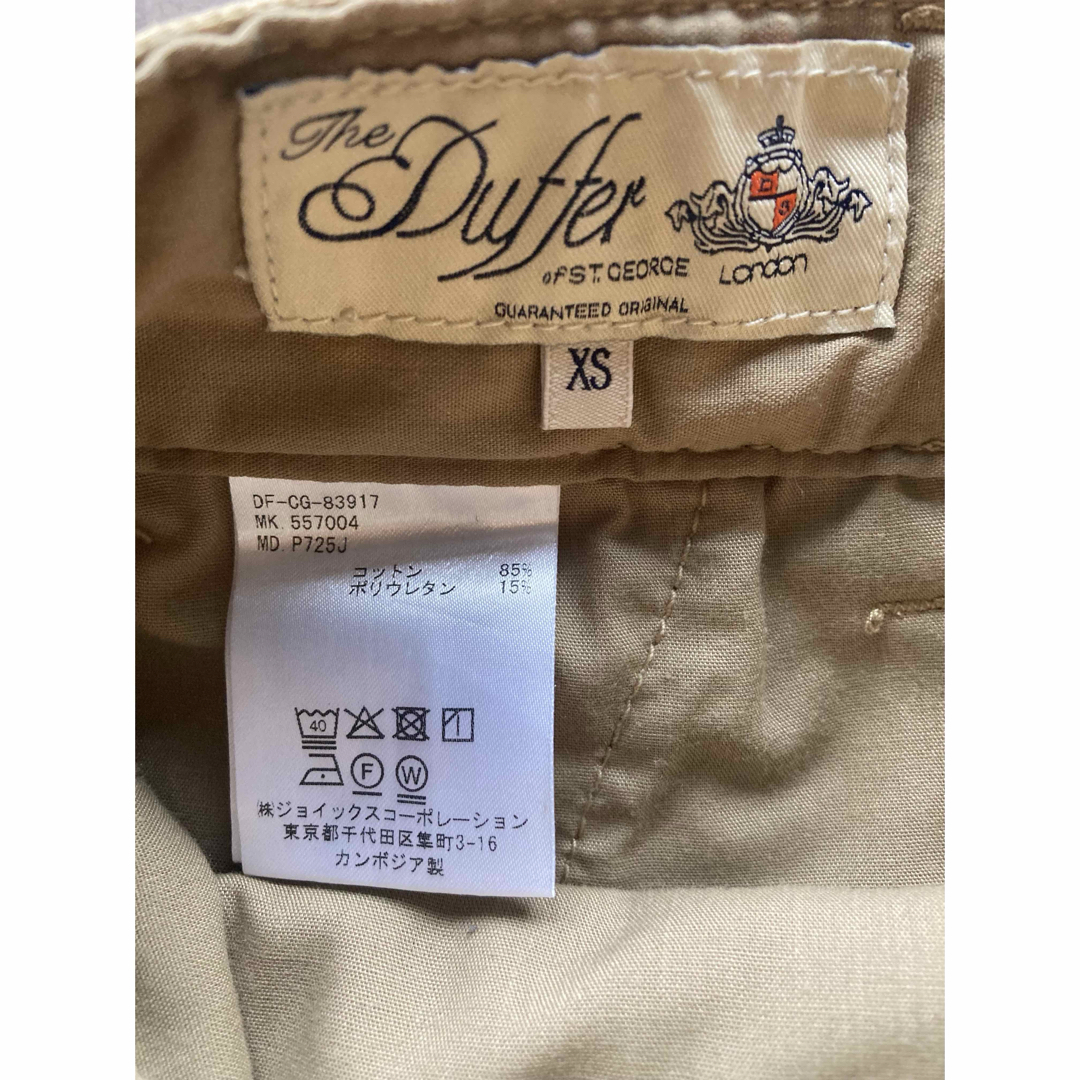 The
Duffer
of ST. GEORGE
GUARANTEED ORIGINAL
D
S
London
XS
DF-CG-83917
MK. 557004
MD. P725J
コットン 85%
ポリウレタン 15%
40
F W
(株)ジョイックスコーポレーション
東京都千代田区隼町3-16
カンボジア製